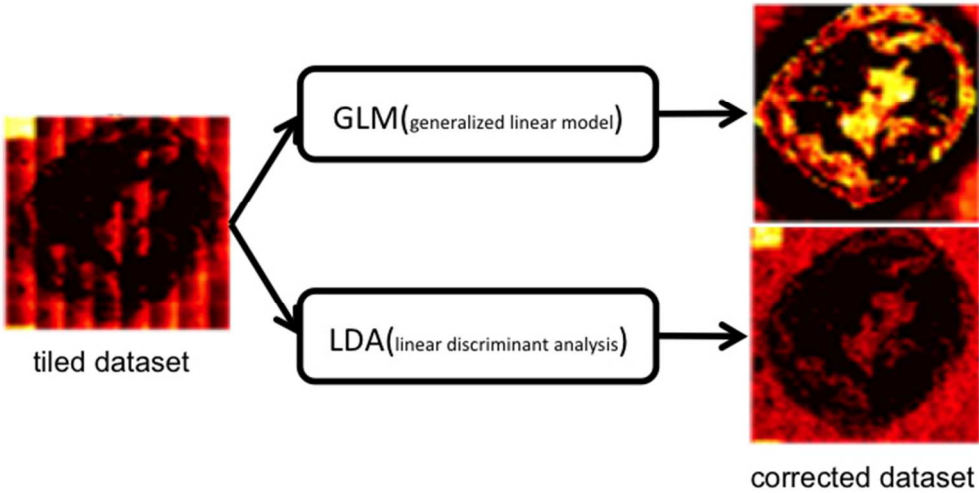 GLM(generalized linear model)
tiled dataset
LDA(linear discriminant analysis)
corrected dataset